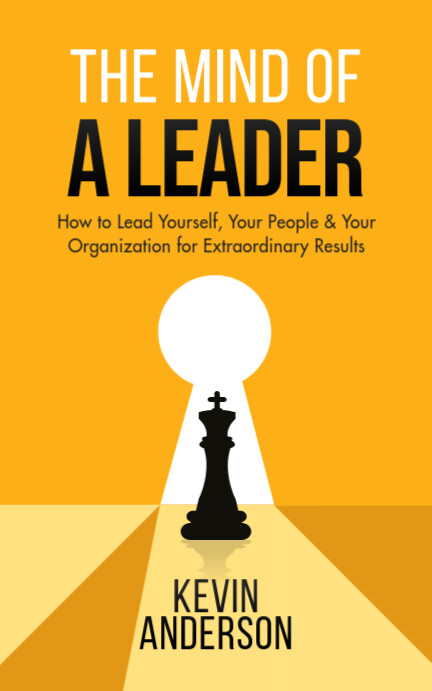 THE MIND OF
A LEADER
How to Lead Yourself, Your People & Your
Organization for Extraordinary Results
KEVIN
ANDERSON